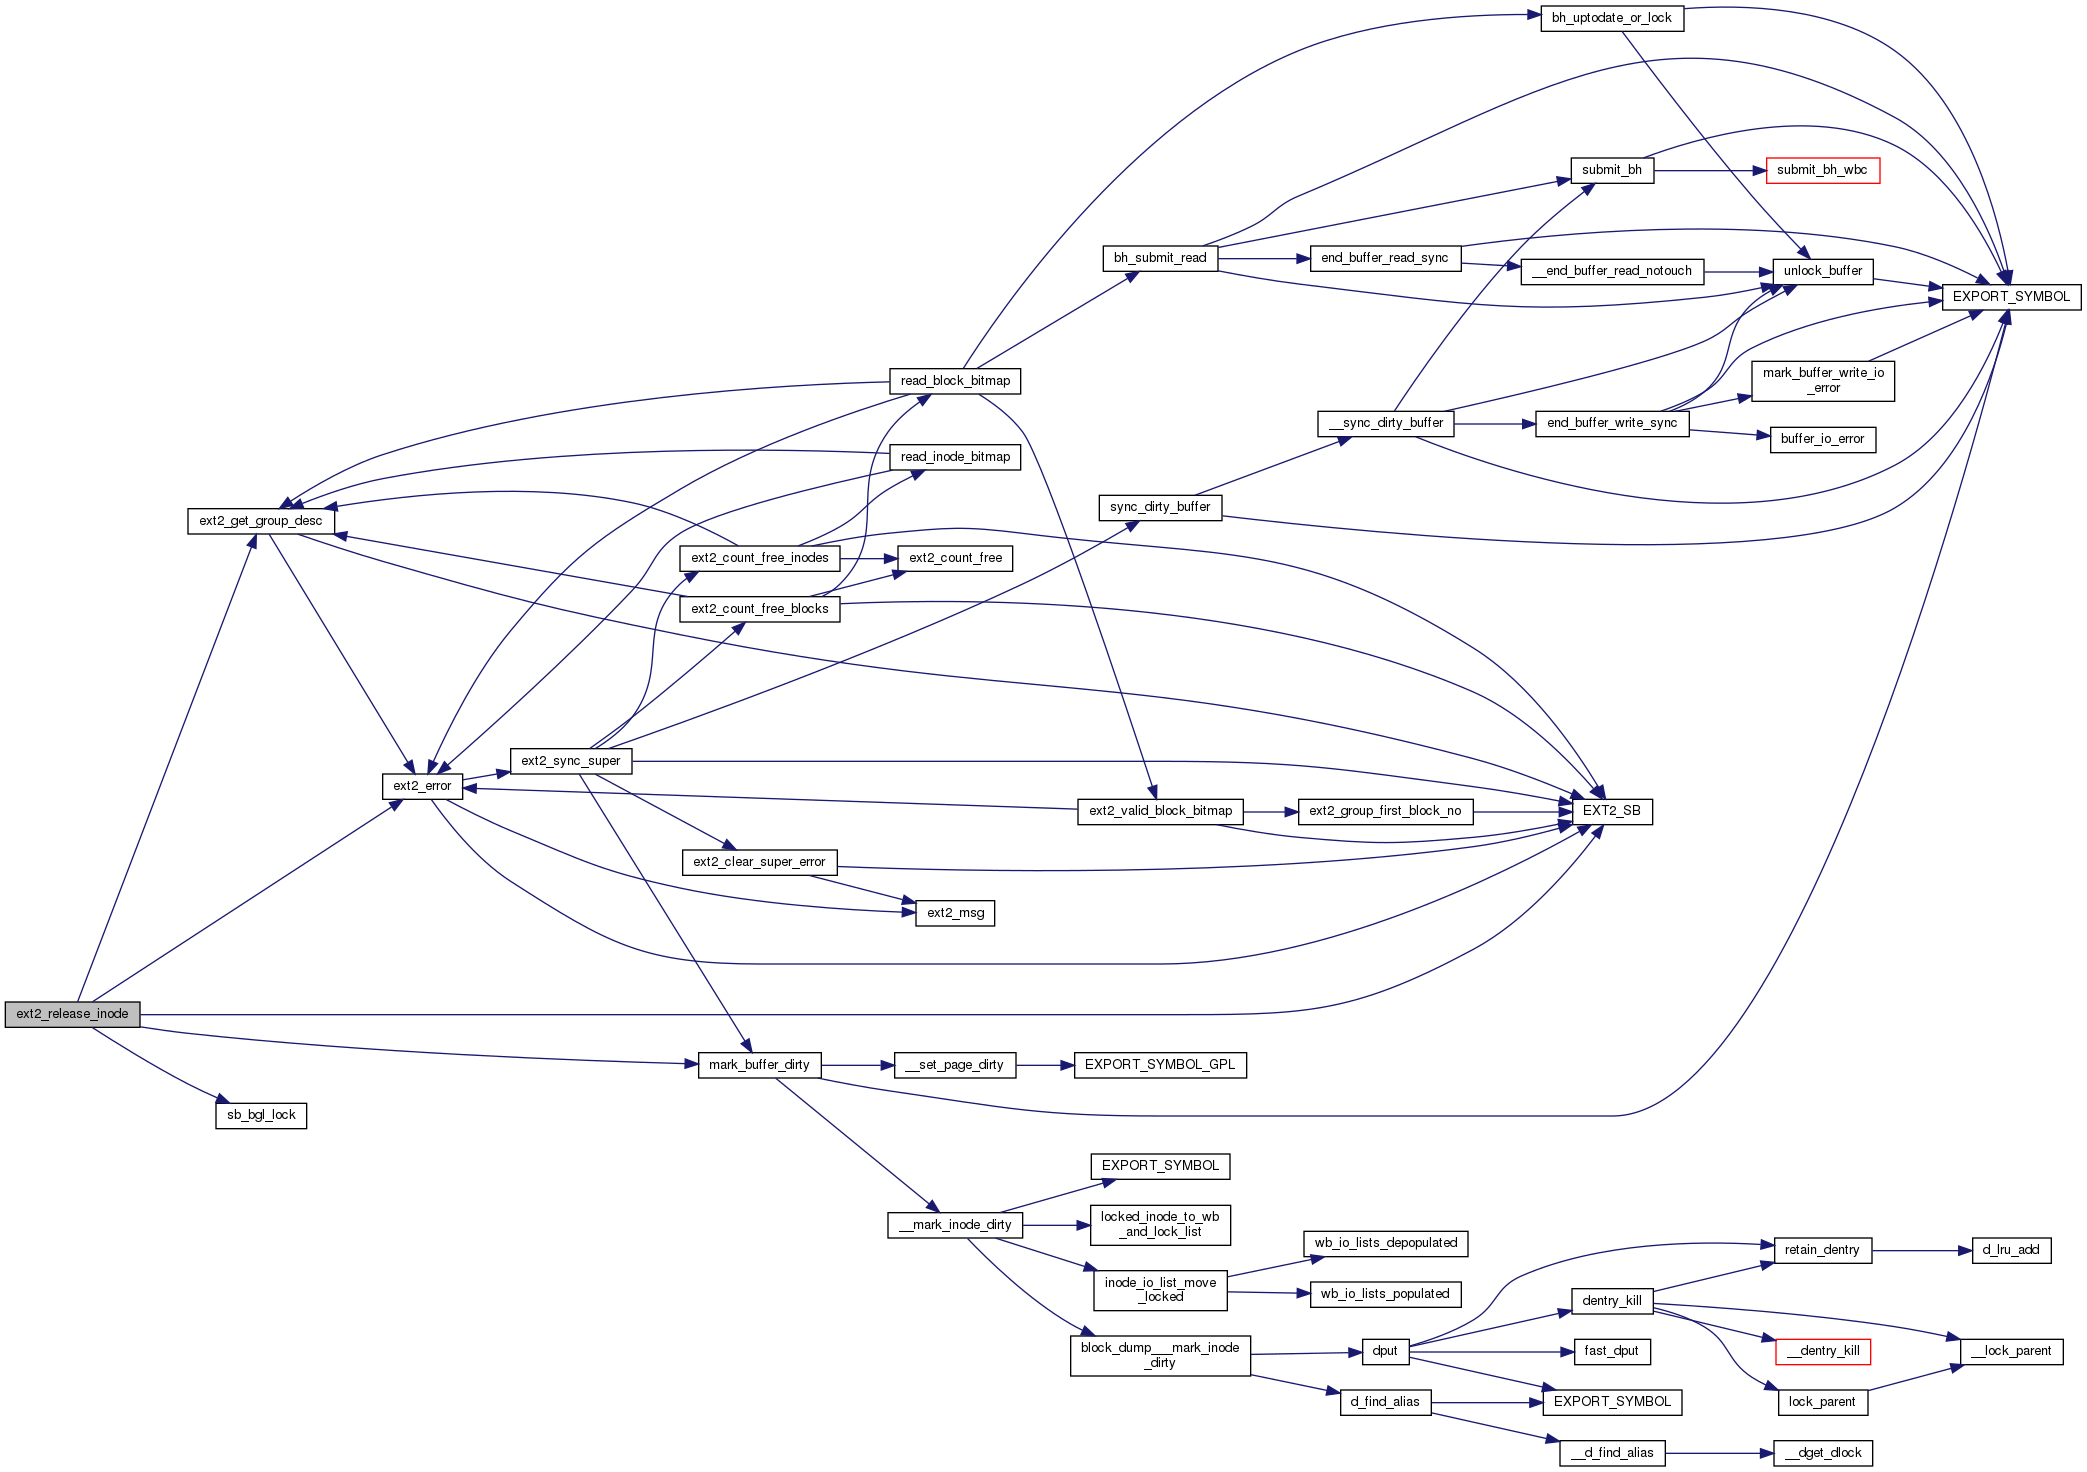 bh_uptodate_or_lock
submit_bh
submit_bh_wbc
bh_submit_read
end_buffer_read_sync
__end_buffer_read_notouch
unlock_buffer
EXPORT_SYMBOL
read_block_bitmap
mark_buffer_write_io
_error
__sync_dirty_buffer
end_buffer_write_sync
buffer_io_error
read_inode_bitmap
sync_dirty_buffer
ext2_get_group_desc
ext2_count_free_inodes
ext2_count_free
ext2_count_free_blocks
ext2_sync_super
ext2_error
ext2_valid_block_bitmap
ext2_group_first_block_no
EXT2_SB
ext2_clear_super_error
ext2_msg
ext2_release_inode
mark_buffer_dirty
__set_page_dirty
EXPORT_SYMBOL_GPL
sb_bgl_lock
EXPORT_SYMBOL
__mark_inode_dirty
locked_inode_to_wb
_and_lock_list
wb_io_lists_depopulated
retain_dentry
d_lru_add
inode_io_list_move
_locked
wb_io_lists_populated
dentry_kill
block_dump___mark_inode
_dirty
dput
fast_dput
__dentry_kill
__lock_parent
d_find_alias
EXPORT_SYMBOL
lock_parent
__d_find_alias
__dget_dlock